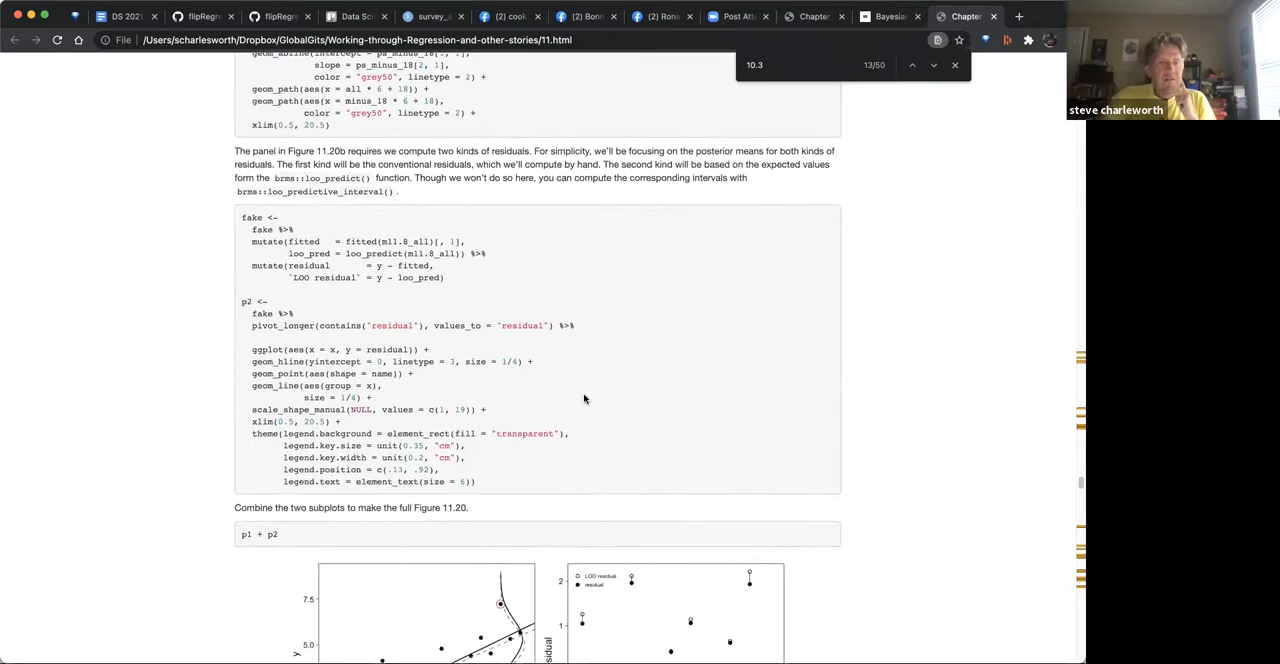 DS 2021
flipRegre
flipRegre
Data Sci
survey_
(2) cook
(2) Bonn
(2) Rona
Post Att
Chapter
Bayesia
Chapter
File /Users/scharlesworth/Dropbox/GlobalGits/Working-through-Regression-and-other-stories/11.html
10.3 13/50
steve charleworth
slope = ps_minus_18[2, 1],
color = "grey50", linetype = 2) +
geom_path(aes(x = all * 6 + 18)) +
geom_path(aes(x = minus_18 * 6 + 18),
color = "grey50", linetype = 2) +
xlim(0.5, 20.5)
The panel in Figure 11.20b requires we compute two kinds of residuals. For simplicity, we'll be focusing on the posterior means for both kinds of
residuals. The first kind will be the conventional residuals, which we'll compute by hand. The second kind will be based on the expected values
form the brms::loo_predict() function. Though we won't do so here, you can compute the corresponding intervals with
brms::loo_predictive_interval() .
fake <-
fake %>%
mutate(fitted = fitted(m11.8_all)[, 1],
loo_pred = loo_predict(m11.8_all)) %>%
mutate(residual = y - fitted,
`LOO residual` = y - loo_pred)
p2 <-
fake %>%
pivot_longer(contains("residual"), values_to = "residual") %>%
ggplot(aes(x = x, y = residual)) +
geom_hline(yintercept = 0, linetype = 3, size = 1/4) +
geom_point(aes(shape = name)) +
geom_line(aes(group = x),
size = 1/4) +
scale_shape_manual(NULL, values = c(1, 19)) +
xlim(0.5, 20.5) +
theme(legend.background = element_rect(fill = "transparent"),
legend.key.size = unit(0.35, "cm"),
legend.key.width = unit(0.2, "cm"),
legend.position = c(.13, .92),
legend.text = element_text(size = 6))
Combine the two subplots to make the full Figure 11.20.
p1 + p2
7.5
5.0
y
2
1
LOO residual
residual